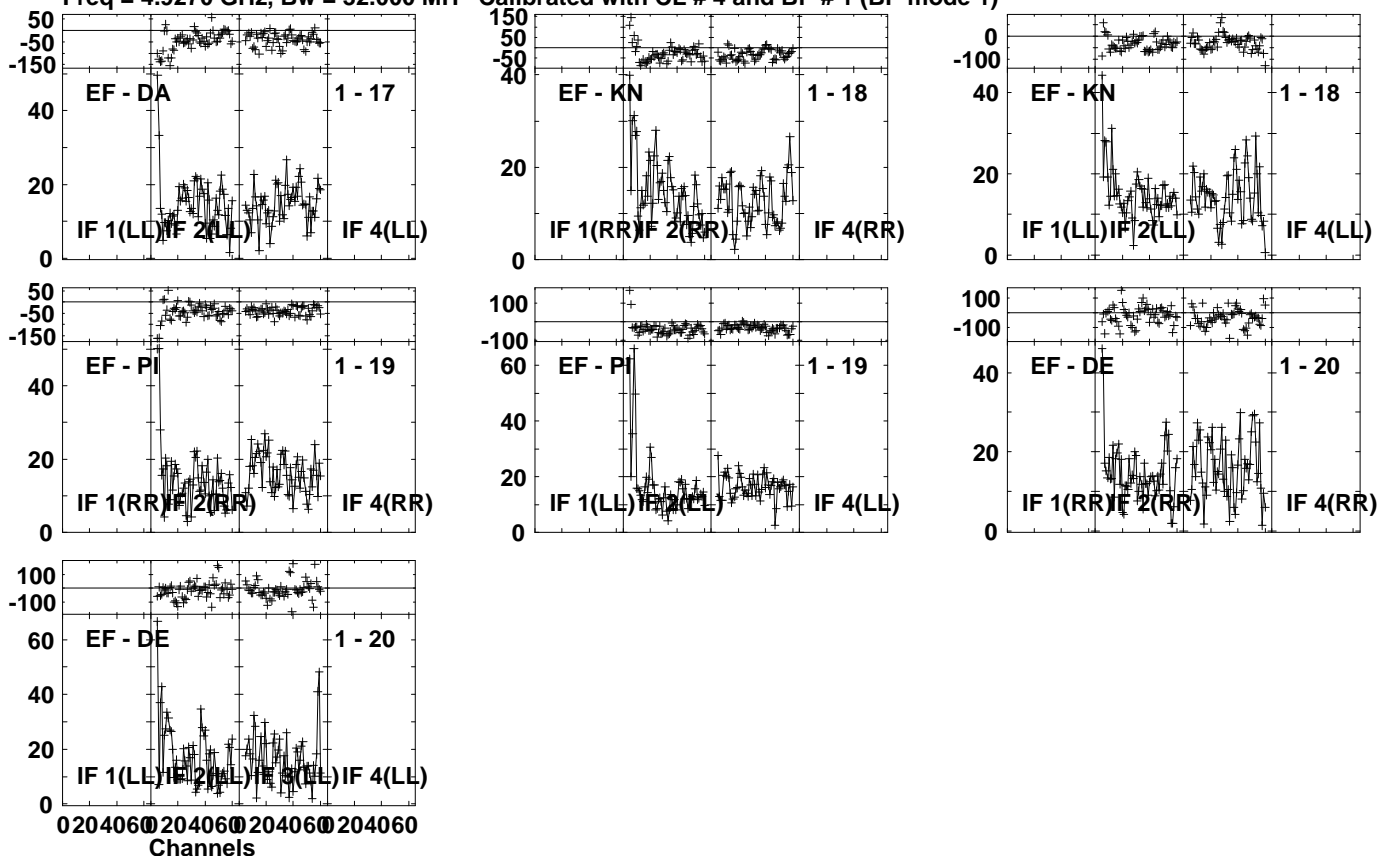 Freq = 4.9270 GHz, Bw = 32.000 MH Calibrated with CL # 4 and BP # 1 (BP mode 1)
50
-50
-150
EF - DA
1 - 17
40
20
0
IF 1(LL) IF 2(LL) IF 4(LL)
150
50
-50
40
EF - KN
1 - 18
20
0
IF 1(RR) IF 2(RR) IF 4(RR)
0
-100
EF - KN
1 - 18
40
20
0
IF 1(LL) IF 2(LL) IF 4(LL)
50
-50
-150
EF - PI
1 - 19
40
20
0
IF 1(RR) IF 2(RR) IF 4(RR)
100
-100
EF - PI
1 - 19
60
40
20
0
IF 1(LL) IF 2(LL) IF 4(LL)
100
-100
EF - DE
1 - 20
40
20
0
IF 1(RR) IF 2(RR) IF 4(RR)
100
-100
EF - DE
1 - 20
60
40
20
0
IF 1(LL) IF 2(LL) IF 3(LL) IF 4(LL)
0 20 40 60 0 20 40 60 0 20 40 60 0 20 40 60
Channels